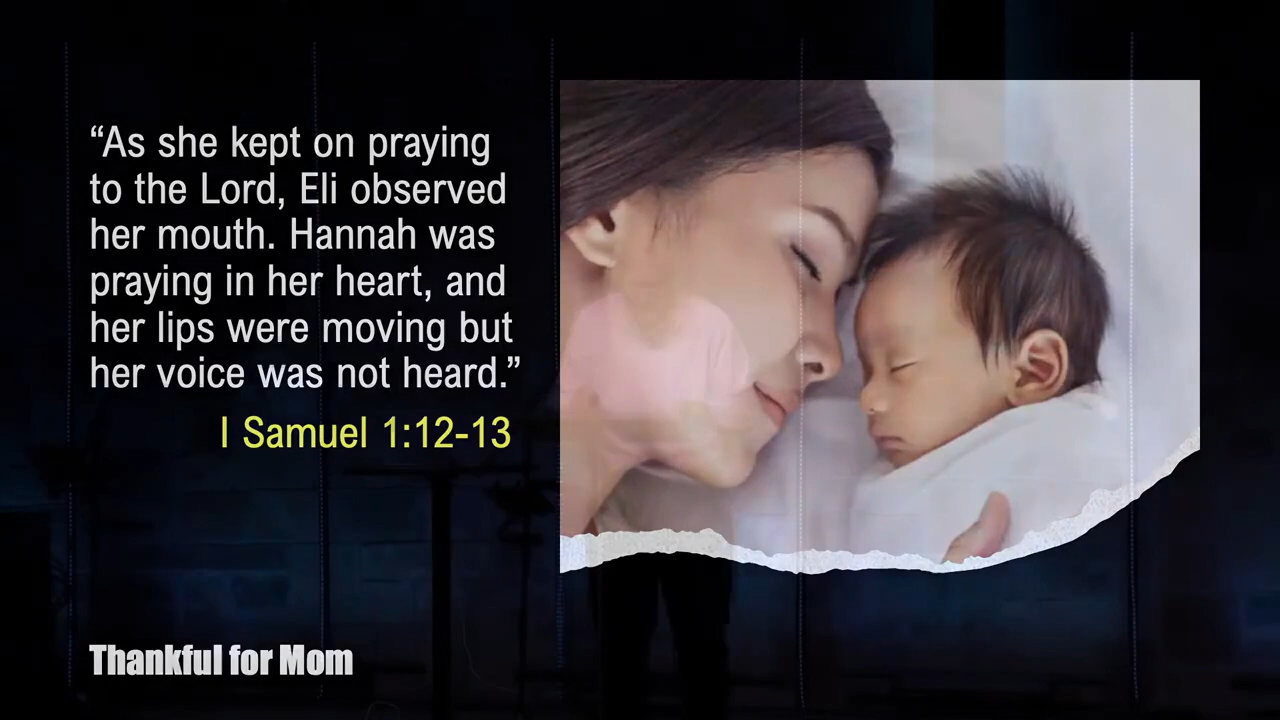 “As she kept on praying
to the Lord, Eli observed
her mouth. Hannah was
praying in her heart, and
her lips were moving but
her voice was not heard.”
I Samuel 1:12-13
Thankful for Mom